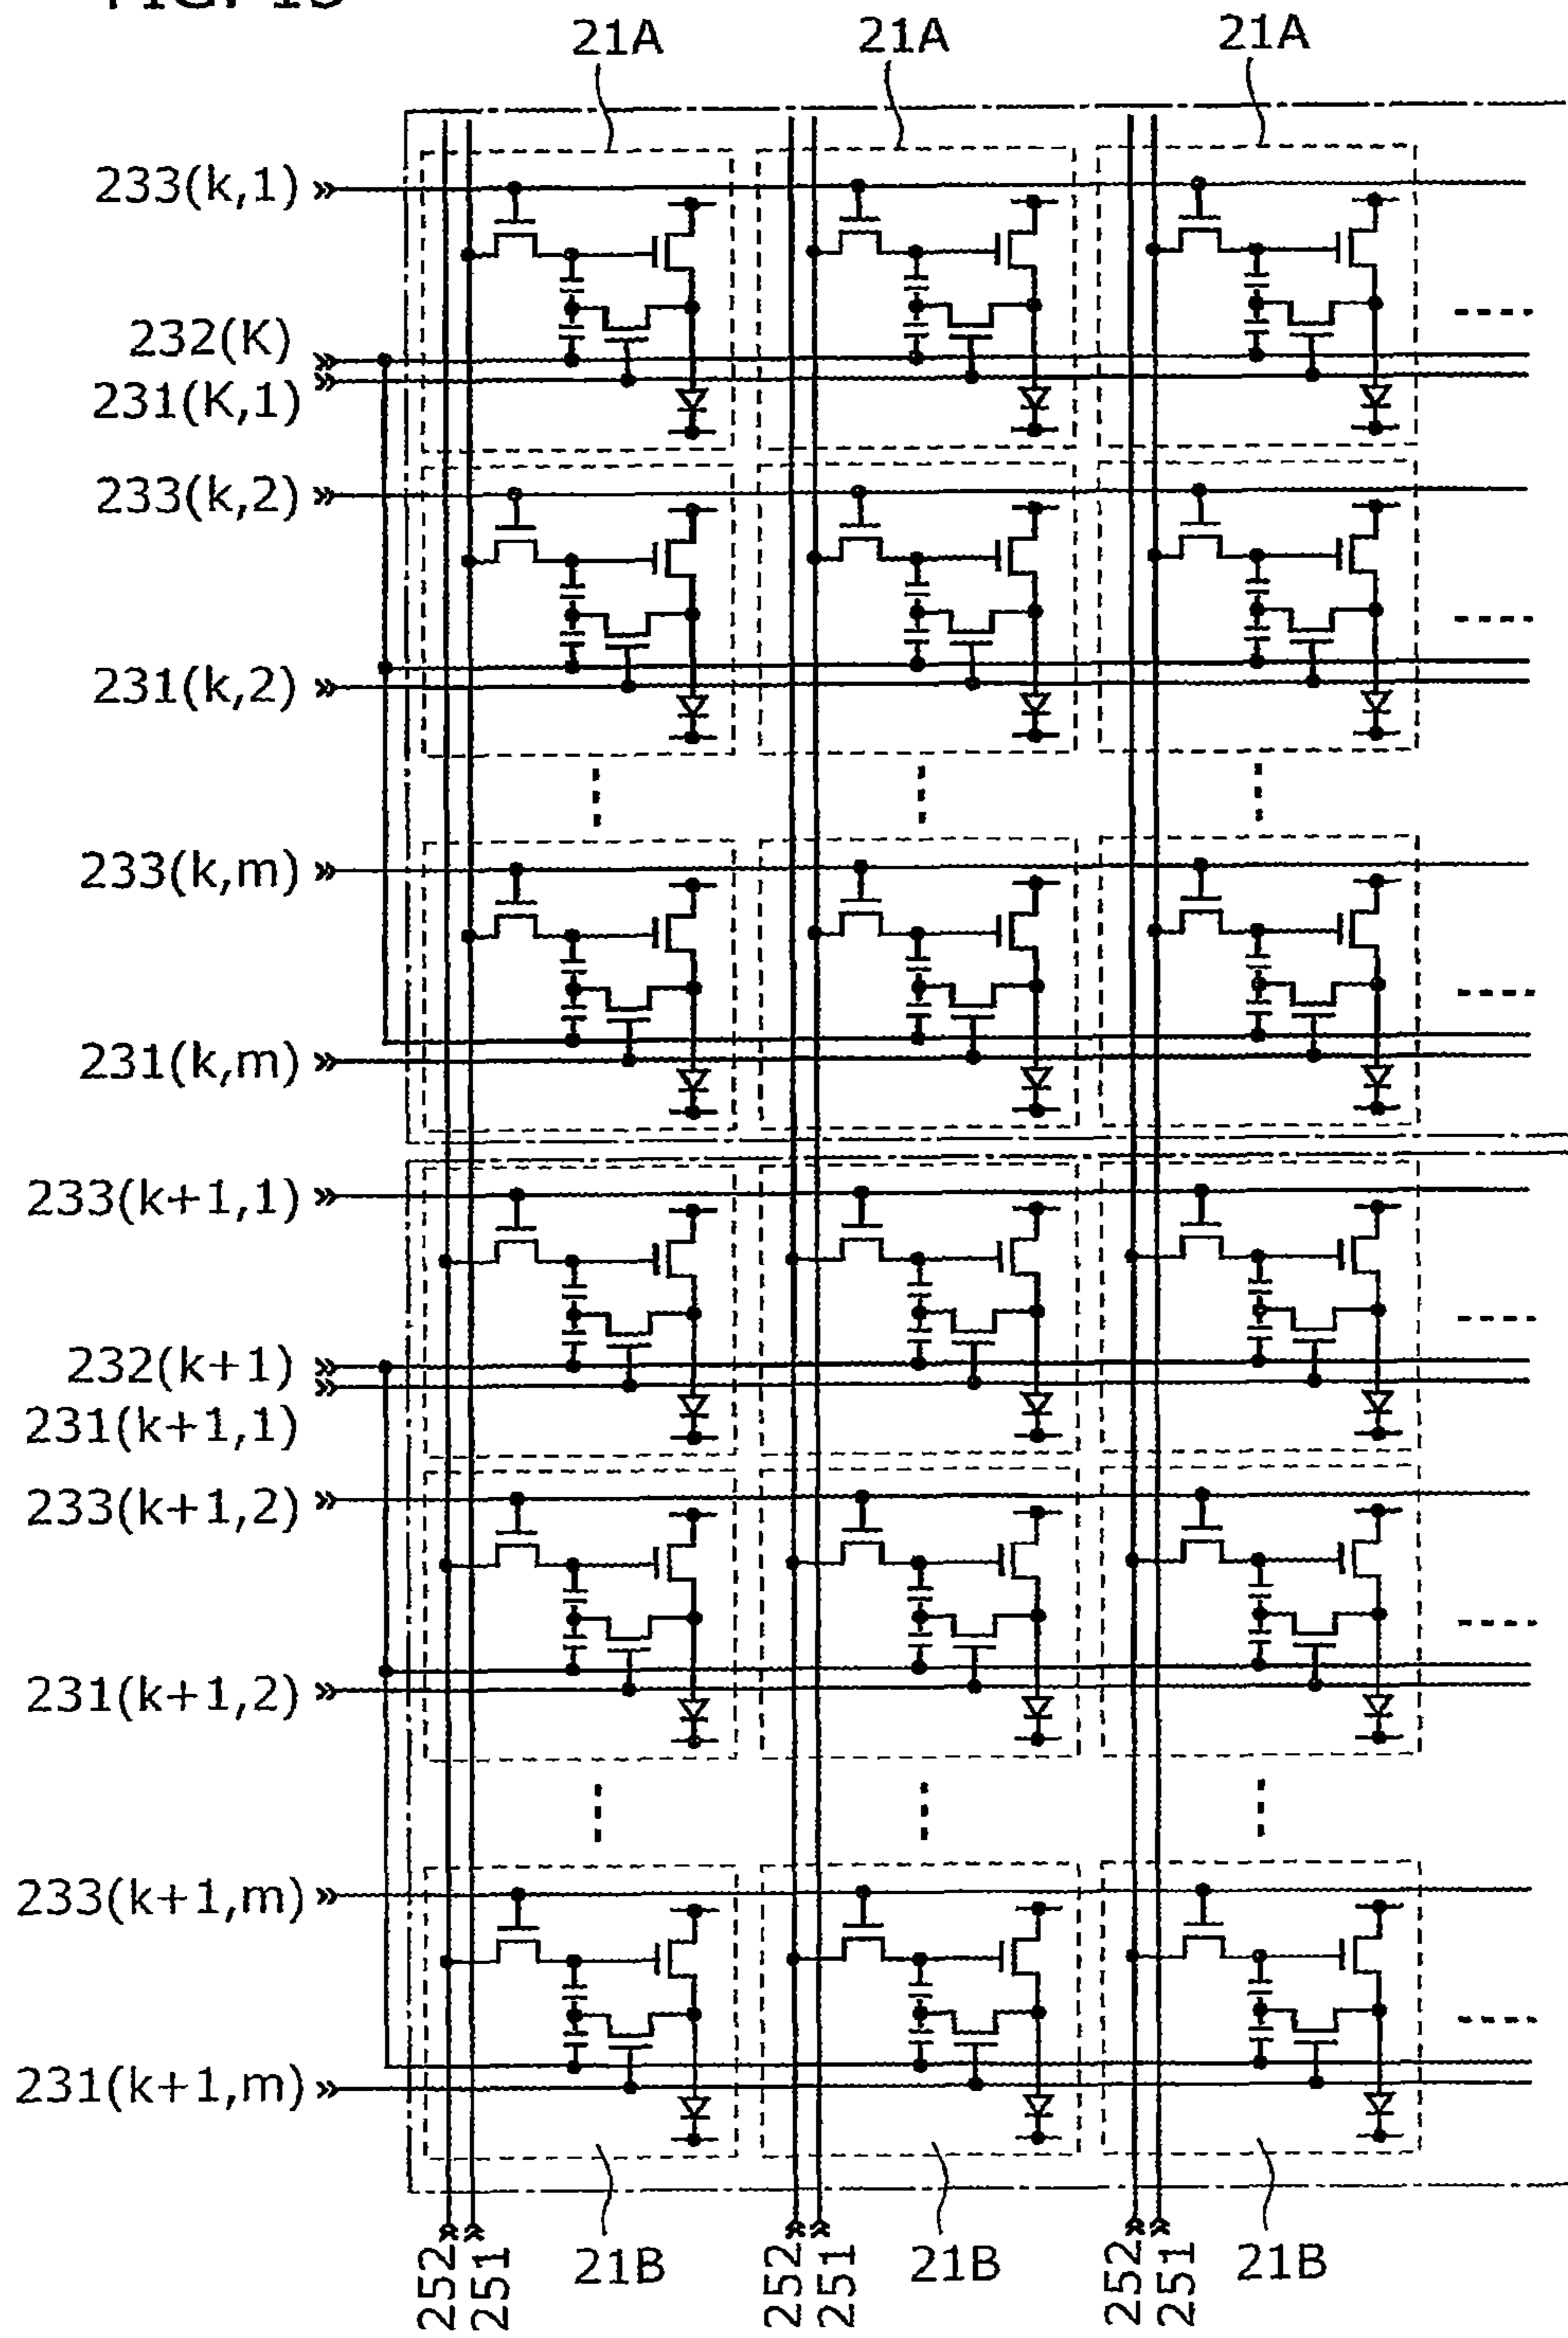 21A 21A 21A
233(k,1)
232(K)
231(K,1)
233(k,2)
231(k,2)
233(k,m)
231(k,m)
233(k+1,1)
232(k+1)
231(k+1,1)
233(k+1,2)
231(k+1,2)
233(k+1,m)
231(k+1,m)
252 251 21B 252 251 21B 252 251 21B